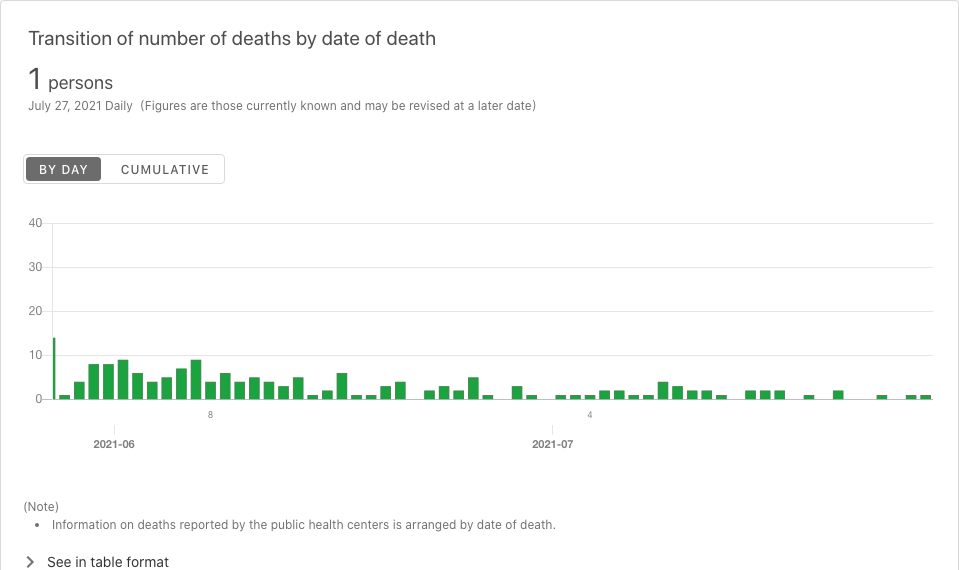 Transition of number of deaths by date of death
1 persons
July 27, 2021 Daily (Figures are those currently known and may be revised at a later date)
BY DAY CUMULATIVE
40
30
20
10
0
8 4
2021-06 2021-07
(Note)
• Information on deaths reported by the public health centers is arranged by date of death.
See in table format